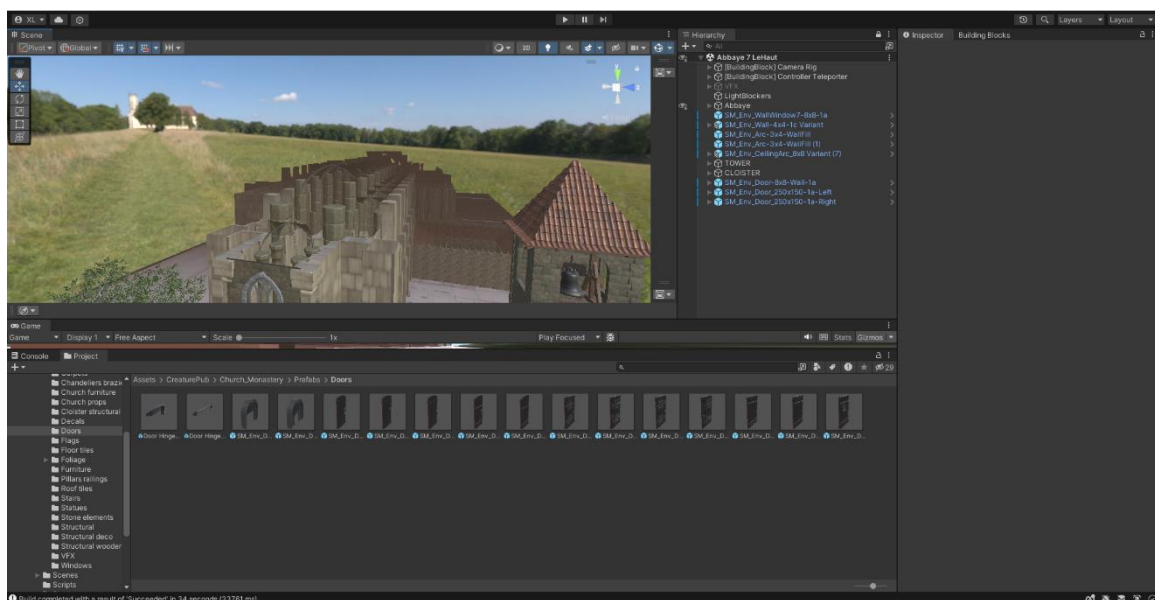 XL Layers Layout
Scene Hierarchy Inspector Building Blocks
Pivot Global 2D All
Abbaye 7 LeHaut
[BuildingBlock] Camera Rig
[BuildingBlock] Controller Teleporter
VFX
LightBlockers
Abbaye
SM_Env_WallWindow7-8x8-1a
SM_Env_Wall-4x4-1c Variant
SM_Env_Arc-3x4-WallFill
SM_Env_Arc-3x4-WallFill (1)
SM_Env_CeilingArc_8x8 Variant (7)
TOWER
CLOISTER
SM_Env_Door-8x8-Wall-1a
SM_Env_Door_250x150-1a-Left
SM_Env_Door_250x150-1a-Right
Game
Game Display 1 Free Aspect Scale 1x Play Focused Stats Gizmos
Console Project
29
Assets > CreaturePub > Church_Monastery > Prefabs > Doors
Chandeliers brazie
Church furniture
Church props
Cloister structural
Decals
Doors
Flags
Floor tiles
Foliage
Furniture
Pillars railings
Roof tiles
Stairs
Statues
Stone elements
Structural
Structural deco
Structural wooden
VFX
Windows
Scenes
Scripts
Door Hinge... Door Hinge... SM_Env_D... SM_Env_D... SM_Env_D... SM_Env_D... SM_Env_D... SM_Env_D... SM_Env_D... SM_Env_D... SM_Env_D... SM_Env_D... SM_Env_D... SM_Env_D... SM_Env_D... SM_Env_D...
Build completed with a result of 'Succeeded' in 34 seconds (33761 ms)